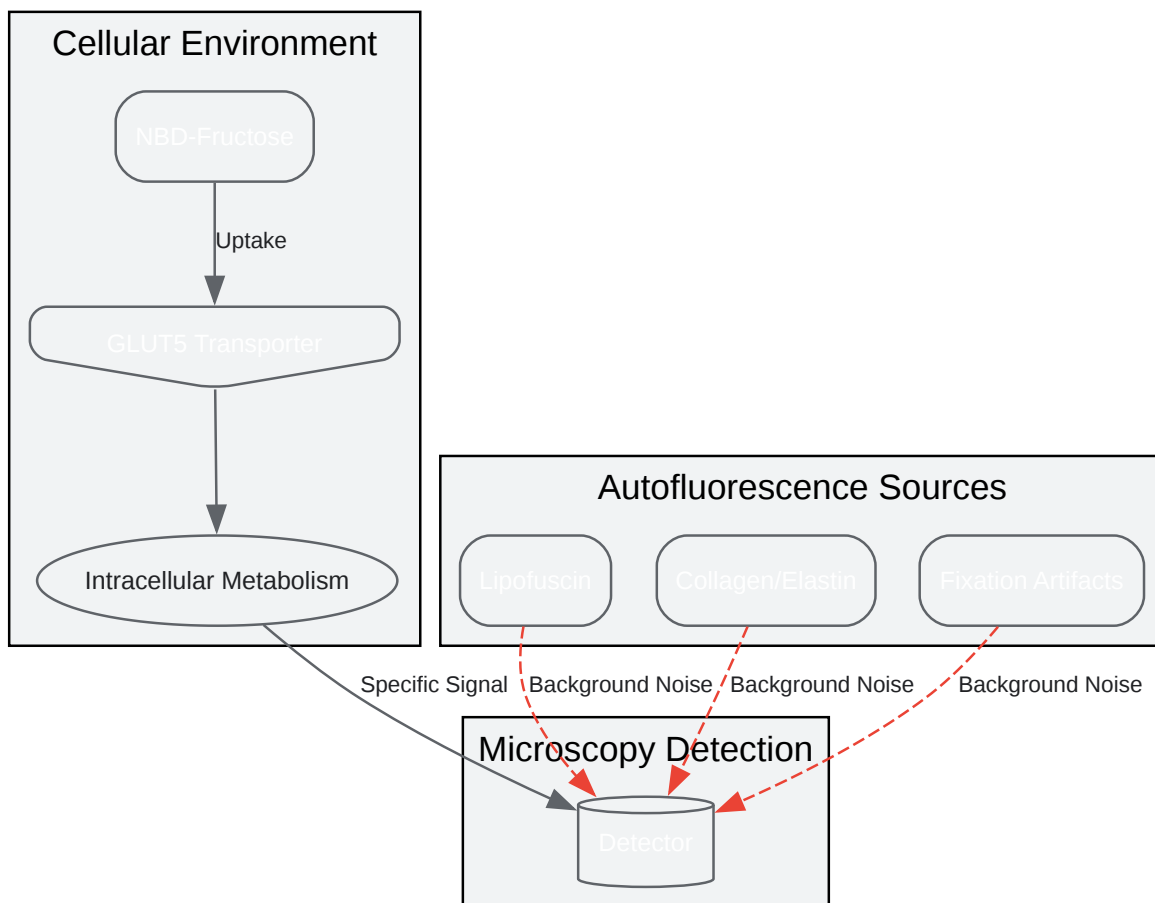 Cellular Environment
NBD-Fructose
Uptake
GLUT5 Transporter
Intracellular Metabolism
Autofluorescence Sources
Lipofuscin
Collagen/Elastin
Fixation Artifacts
Specific Signal
Background Noise
Background Noise
Background Noise
Microscopy Detection
Detector